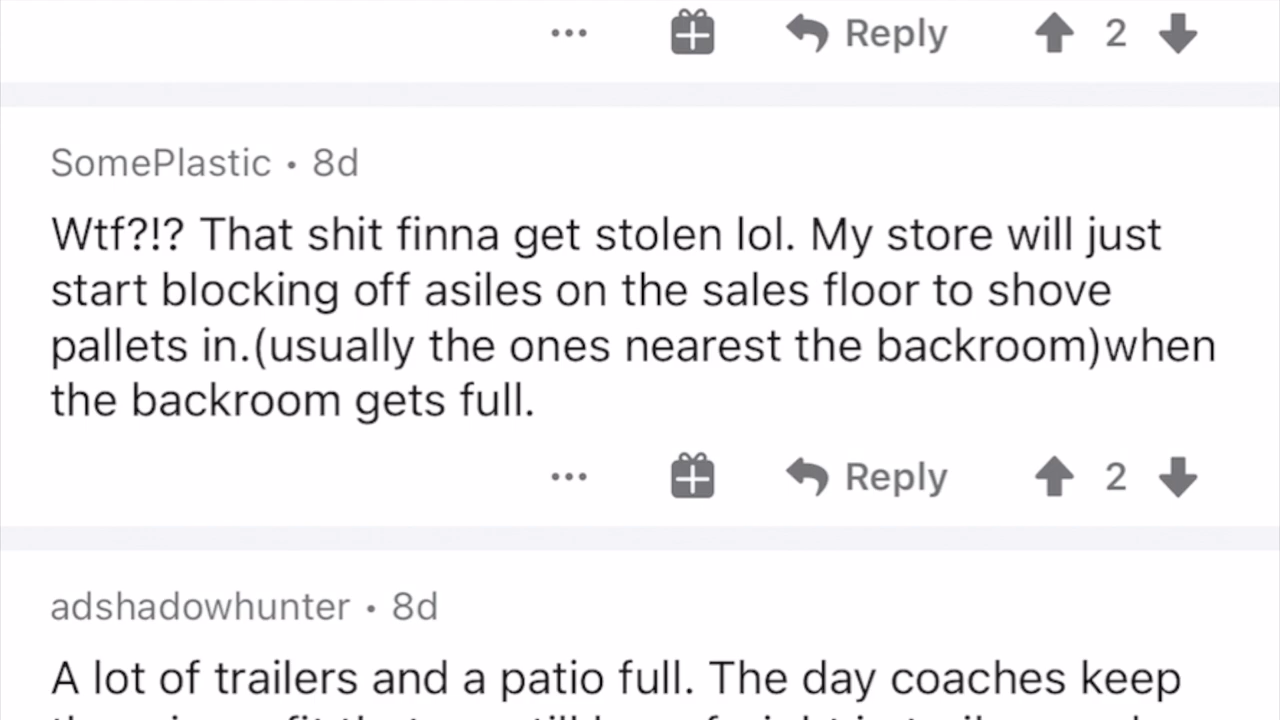 ... Reply 2
SomePlastic • 8d
Wtf?!? That shit finna get stolen lol. My store will just
start blocking off asiles on the sales floor to shove
pallets in.(usually the ones nearest the backroom)when
the backroom gets full.
... Reply 2
adshadowhunter • 8d
A lot of trailers and a patio full. The day coaches keep